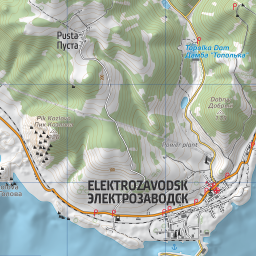 Pusta
Пуста
Topolka Dam
Дамба "Тополька"
Pik Kozlova
Пик Козлова
Power plant
ELEKTROZAVODSK
ЭЛЕКТРОЗАВОДСК